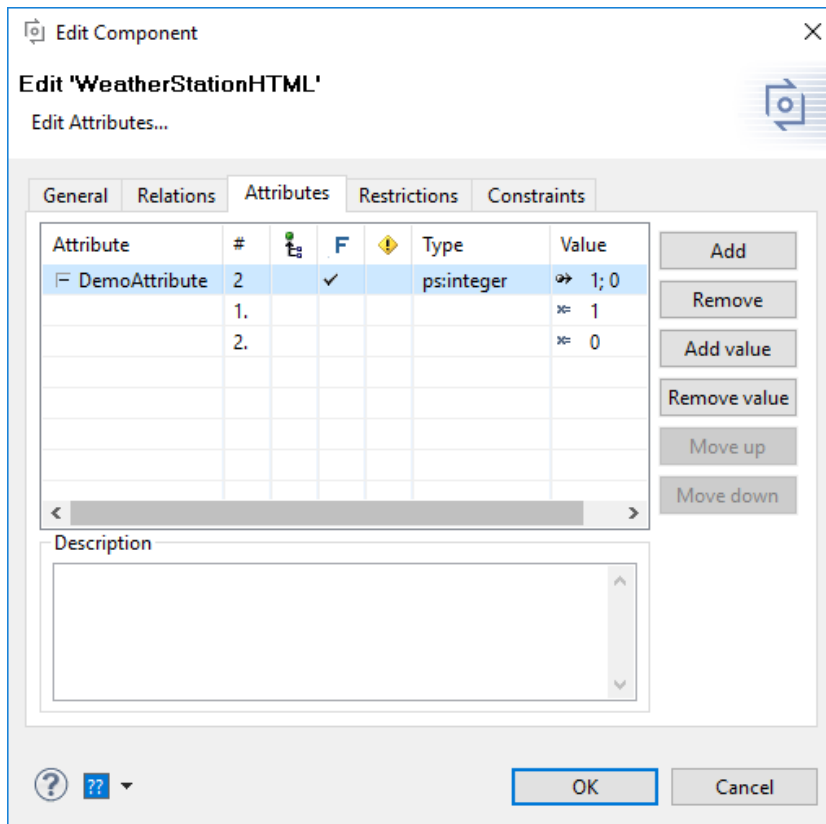 Edit Component
Edit 'WeatherStationHTML'
Edit Attributes...
General Relations Attributes Restrictions Constraints
Attribute # F Type Value
DemoAttribute 2 ps:integer 1; 0
1. 1
2. 0
Add
Remove
Add value
Remove value
Move up
Move down
Description
?? OK Cancel